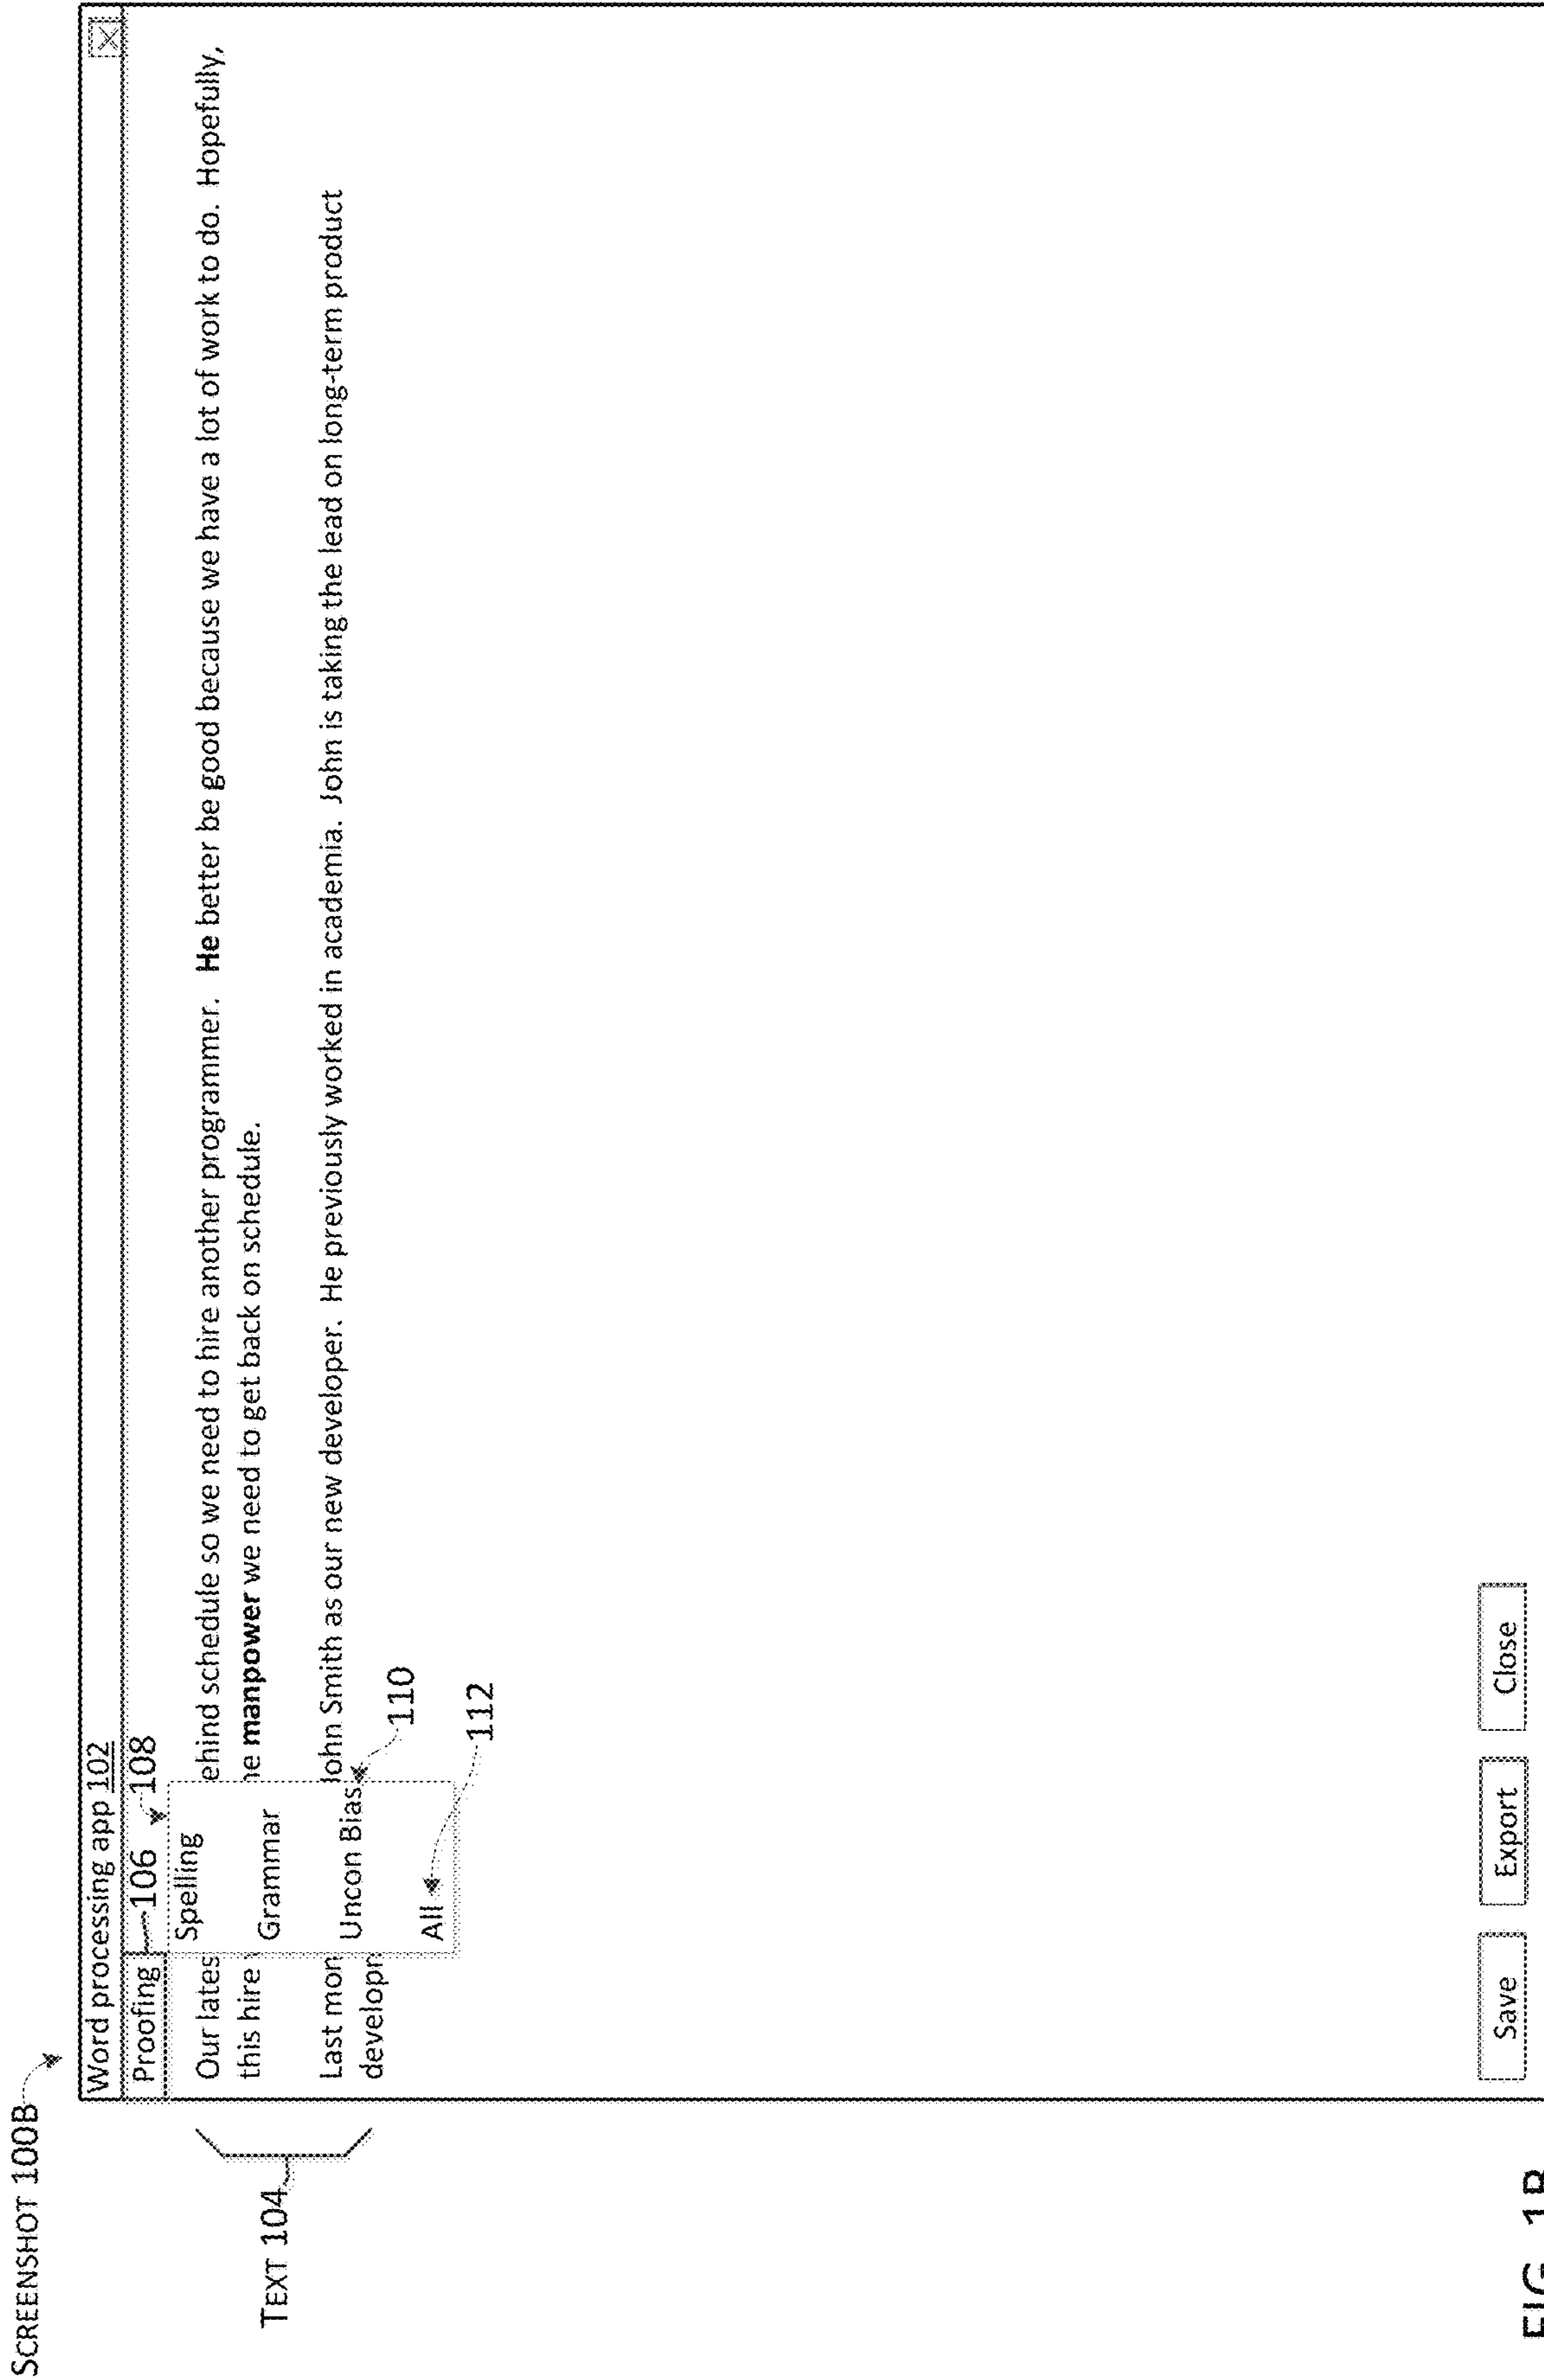 SCREENSHOT 100B
Word processing app 102
Proofing 106 108
Our lates ehind schedule so we need to hire another programmer. He better be good because we have a lot of work to do. Hopefully,
this hire he manpower we need to get back on schedule.
Last mon John Smith as our new developer. He previously worked in academia. John is taking the lead on long-term product
developr
Spelling
Grammar
Uncon Bias
All
110
112
TEXT 104
Save Export Close
FIG. 1B